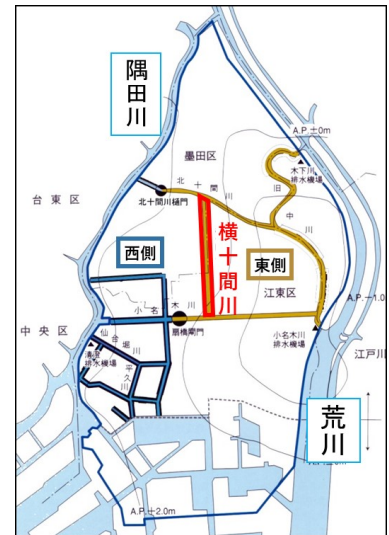 隅田川
A.P.±0m
墨田区
木下川
排水機場
北十間川
旧中川
北十間川樋門
台東区
横十間川
西側
東側
江東区
A.P.-1.0
小名木川
扇橋閘門
中央区
仙台堀川
清澄
排水機場
平久川
小名木川
排水機場
江戸川
荒川
A.P.+2.0m